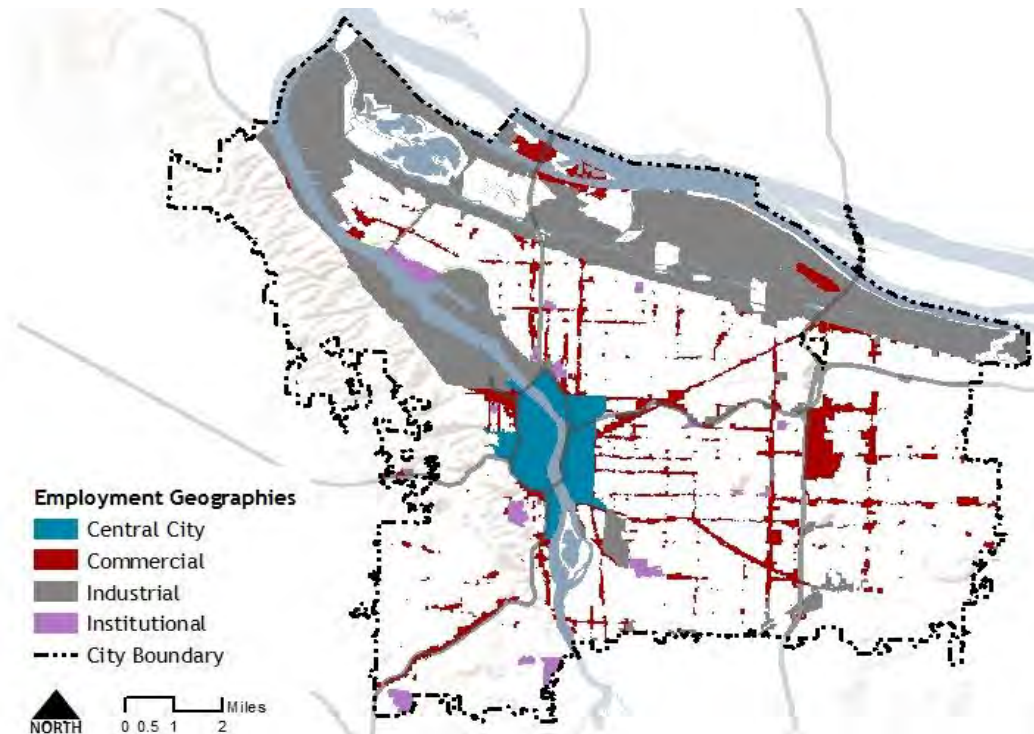 Employment Geographies
Central City
Commercial
Industrial
Institutional
City Boundary
NORTH
0 0.5 1 2
Miles